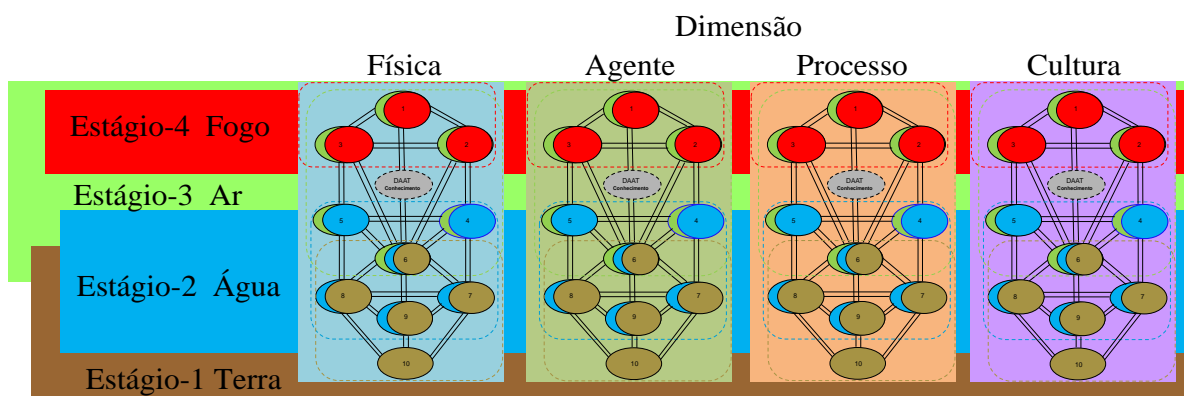 Dimensão
Física Agente Processo Cultura
1 1 1 1
Estágio-4 Fogo
3 2 3 2 3 2 3 2
DAAT DAAT DAAT DAAT
Conhecimento Conhecimento Conhecimento Conhecimento
Estágio-3 Ar
5 4 5 4 5 4 5 4
6 6 6 6
Estágio-2 Água
8 7 8 7 8 7 8 7
9 9 9 9
10 10 10 10
Estágio-1 Terra